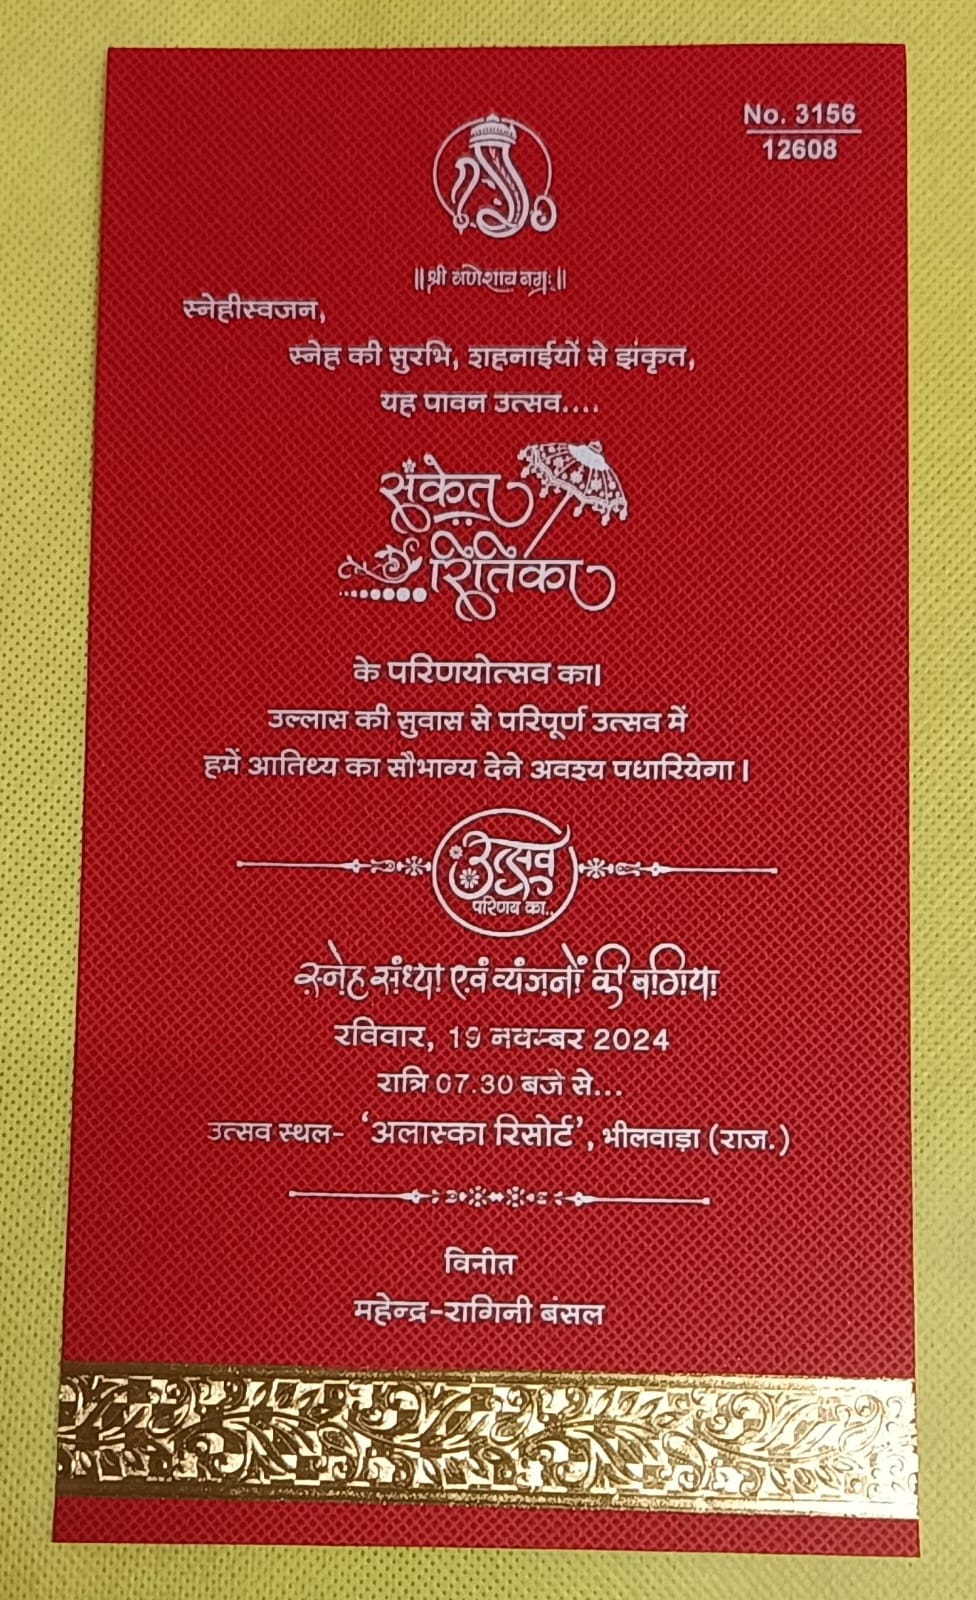 No. 3156
12608
॥ श्री गणेशाय नमः ॥
स्नेहीस्वजन,
स्नेह की सुरभि, शहनाईयों से झंकृत,
यह पावन उत्सव....
संकेत
रितिका
के परिणयोत्सव का।
उल्लास की सुवास से परिपूर्ण उत्सव में
हमें आतिथ्य का सौभाग्य देने अवश्य पधारियेगा।
उत्सव
परिणय का..
स्नेह संध्या एवं व्यंजनों की बगिया
रविवार, 19 नवम्बर 2024
रात्रि 07.30 बजे से...
उत्सव स्थल- ‘अलास्का रिसोर्ट’, भीलवाड़ा (राज.)
विनीत
महेन्द्र-रागिनी बंसल